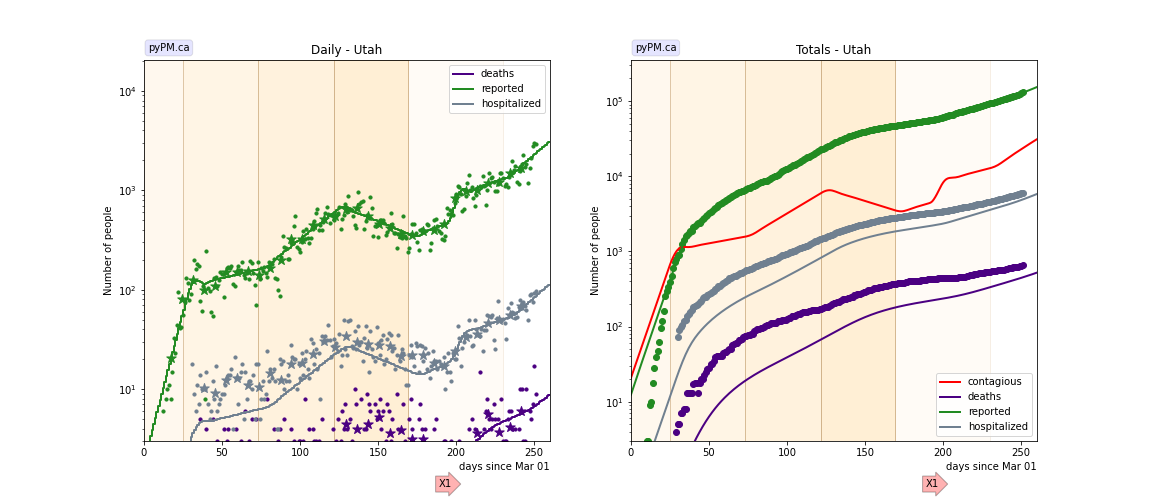 pyPM.ca
Daily - Utah
deaths
reported
hospitalized
Number of people
10⁴
10³
10²
10¹
0 50 100 150 200 250
days since Mar 01
X1
pyPM.ca
Totals - Utah
Number of people
10⁵
10⁴
10³
10²
10¹
contagious
deaths
reported
hospitalized
0 50 100 150 200 250
days since Mar 01
X1